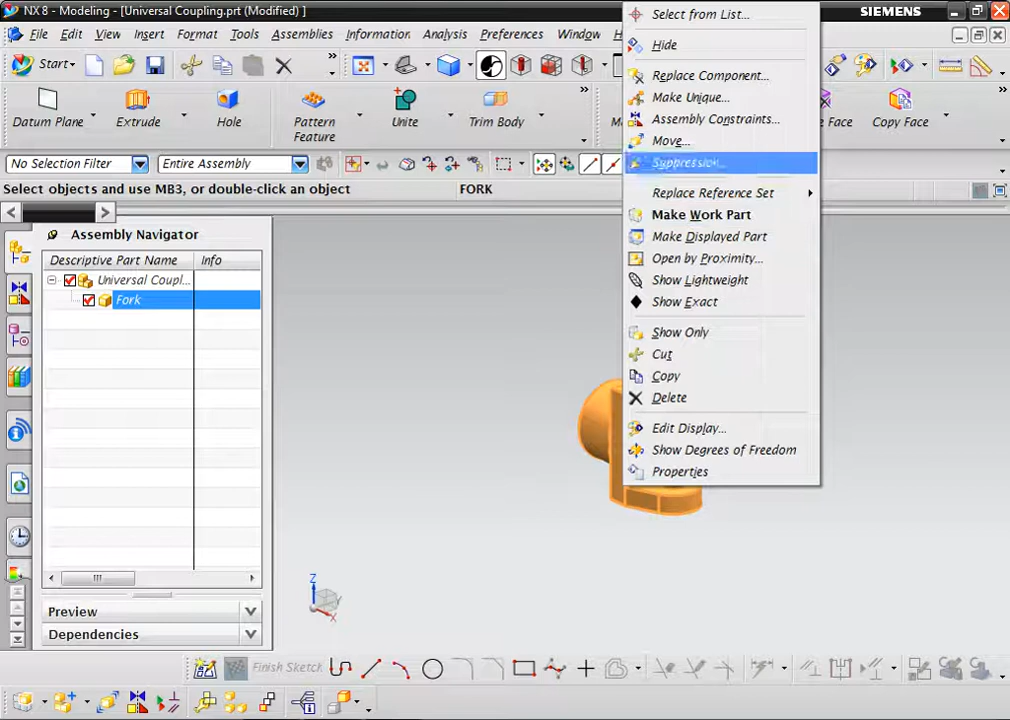 NX 8 - Modeling - [Universal Coupling.prt (Modified) ]
SIEMENS
File Edit View Insert Format Tools Assemblies Information Analysis Preferences Window H
Start
Datum Plane Extrude Hole Pattern Feature Unite Trim Body M Face Copy Face
No Selection Filter Entire Assembly
Select objects and use MB3, or double-click an object FORK
Assembly Navigator
Descriptive Part Name Info
Universal Coupl...
Fork
Preview
Dependencies
Select from List...
Hide
Replace Component...
Make Unique...
Assembly Constraints...
Move...
Suppression...
Replace Reference Set
Make Work Part
Make Displayed Part
Open by Proximity...
Show Lightweight
Show Exact
Show Only
Cut
Copy
Delete
Edit Display...
Show Degrees of Freedom
Properties
Z
Y
X
Finish Sketch